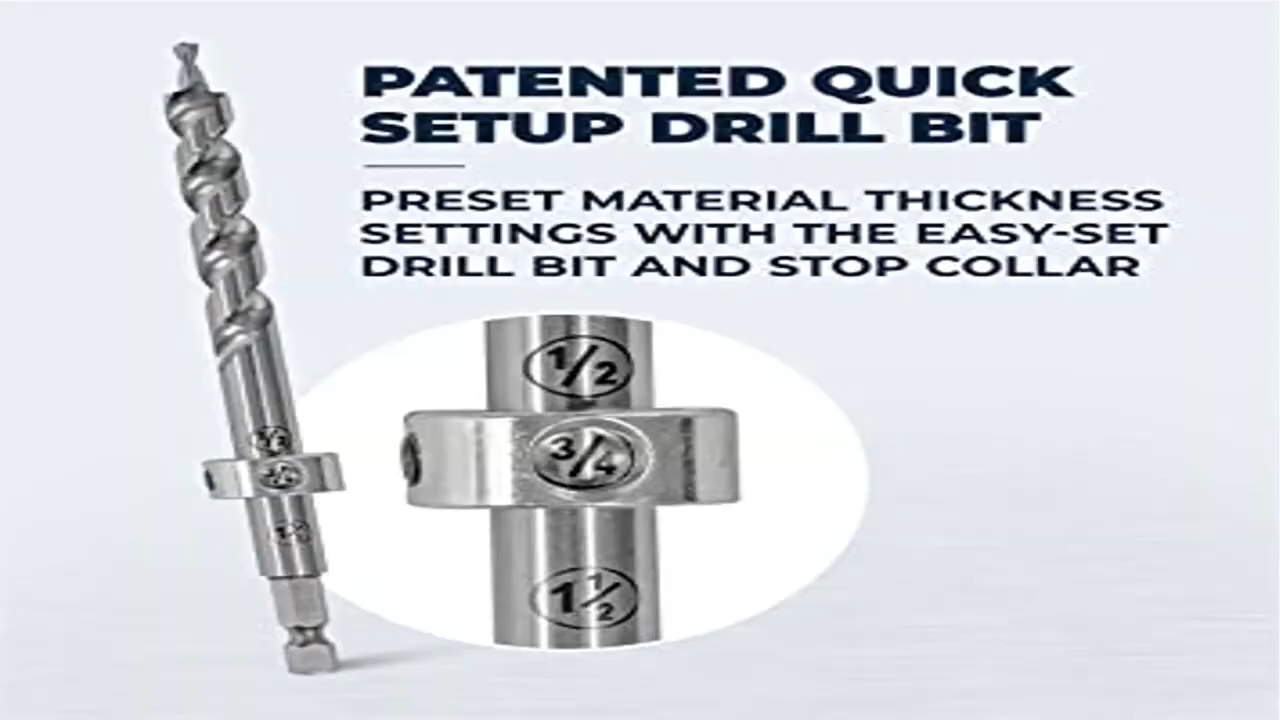 PATENTED QUICK
SETUP DRILL BIT
PRESET MATERIAL THICKNESS
SETTINGS WITH THE EASY-SET
DRILL BIT AND STOP COLLAR
1/2
3/4
1 1/2